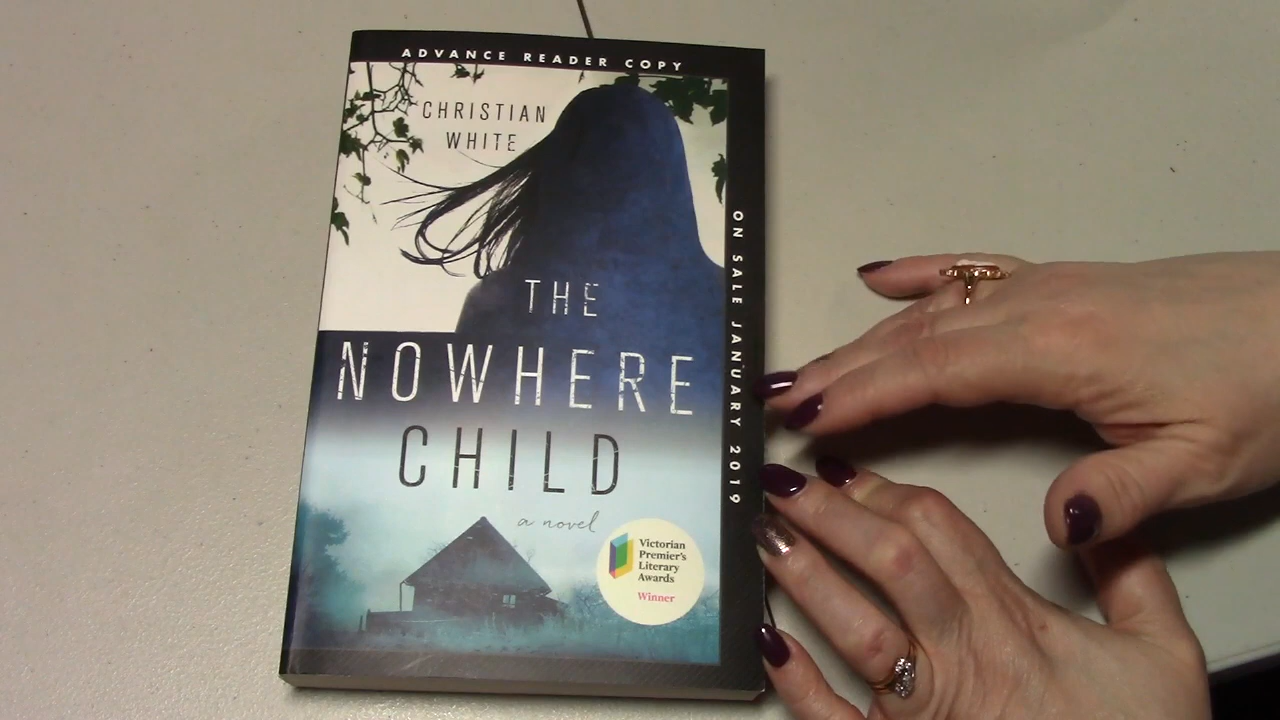 ADVANCE READER COPY
CHRISTIAN
WHITE
THE
NOWHERE
CHILD
a novel
Victorian
Premier's
Literary
Awards
Winner
ON SALE JANUARY 2019